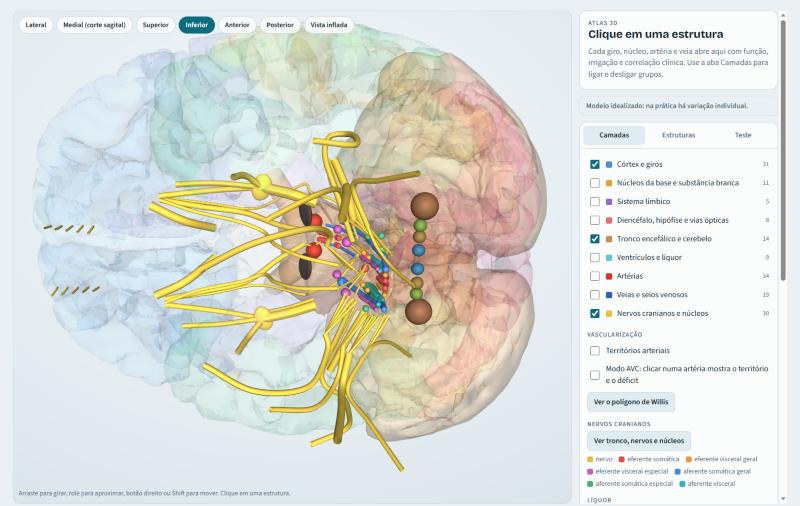 Lateral
Medial (corte sagital)
Superior
Inferior
Anterior
Posterior
Vista inflada
Arraste para girar, role para aproximar, botão direito ou Shift para mover. Clique em uma estrutura.
ATLAS 3D
Clique em uma estrutura
Cada giro, núcleo, artéria e veia abre aqui com função,
irrigação e correlação clínica. Use a aba Camadas para
ligar e desligar grupos.
Modelo idealizado: na prática há variação individual.
Camadas
Estruturas
Teste
Córtex e giros 31
Núcleos da base e substância branca 11
Sistema límbico 5
Diencéfalo, hipófise e vias ópticas 8
Tronco encefálico e cerebelo 14
Ventrículos e líquor 9
Artérias 34
Veias e seios venosos 19
Nervos cranianos e núcleos 30
VASCULARIZAÇÃO
Territórios arteriais
Modo AVC: clicar numa artéria mostra o território
e o déficit
Ver o polígono de Willis
NERVOS CRANIANOS
Ver tronco, nervos e núcleos
nervo
eferente somática
eferente visceral geral
eferente visceral especial
aferente somática geral
aferente somática especial
aferente visceral
LÍQUOR